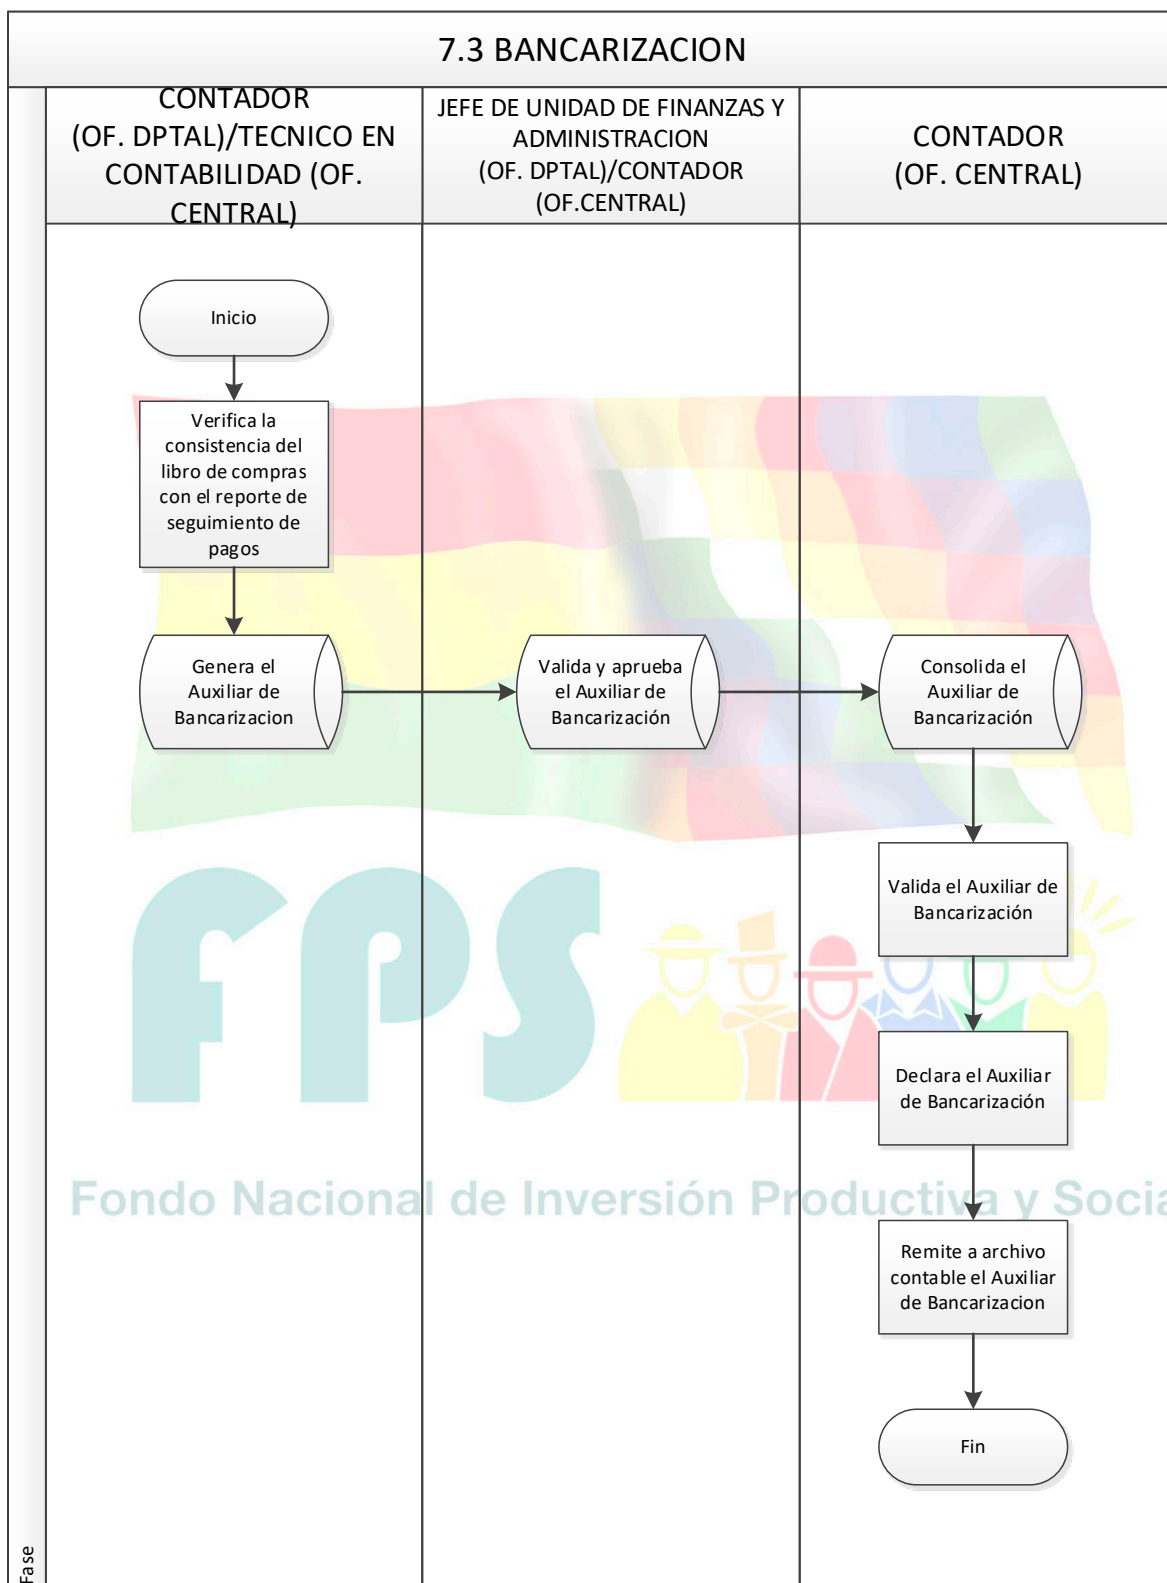 7.3 BANCARIZACION
CONTADOR
(OF. DPTAL)/TECNICO EN
CONTABILIDAD (OF.
CENTRAL)
JEFE DE UNIDAD DE FINANZAS Y
ADMINISTRACION
(OF. DPTAL)/CONTADOR
(OF.CENTRAL)
CONTADOR
(OF. CENTRAL)
Inicio
Verifica la
consistencia del
libro de compras
con el reporte de
seguimiento de
pagos
Genera el
Auxiliar de
Bancarizacion
Valida y aprueba
el Auxiliar de
Bancarización
Consolida el
Auxiliar de
Bancarización
Valida el Auxiliar de
Bancarización
FPS
Declara el Auxiliar
de Bancarización
Fondo Nacional de Inversión Productiva y Socia
Remite a archivo
contable el Auxiliar
de Bancarizacion
Fin
Fase